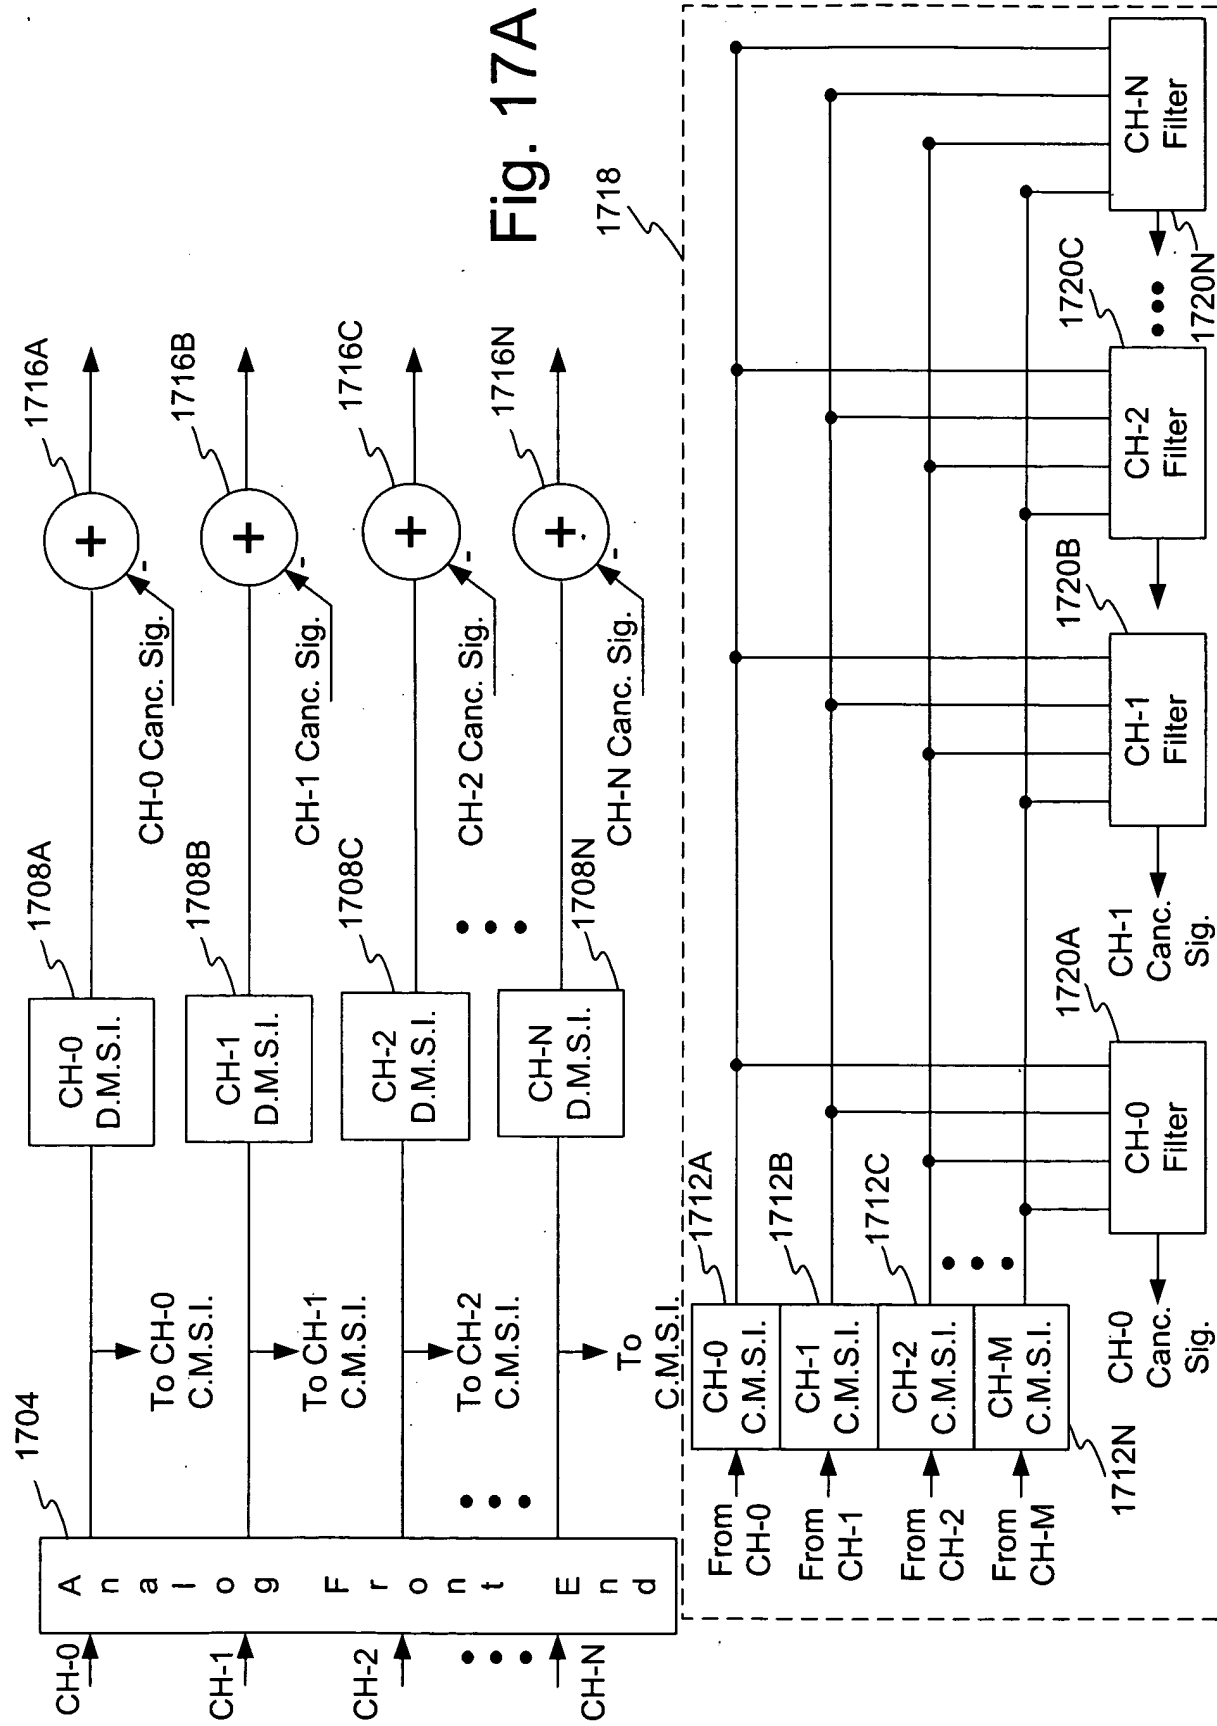 Fig. 17A
1704
CH-0
CH-1
CH-2
CH-N
Analog Front End
To CH-0
C.M.S.I.
To CH-1
C.M.S.I.
To CH-2
C.M.S.I.
To
C.M.S.I.
CH-0
D.M.S.I.
1708A
CH-1
D.M.S.I.
1708B
CH-2
D.M.S.I.
1708C
CH-N
D.M.S.I.
1708N
CH-0 Canc. Sig.
CH-1 Canc. Sig.
CH-2 Canc. Sig.
CH-N Canc. Sig.
+
-
1716A
+
-
1716B
+
-
1716C
+
-
1716N
1718
From
CH-0
From
CH-1
From
CH-2
From
CH-M
CH-0
C.M.S.I.
1712A
CH-1
C.M.S.I.
1712B
CH-2
C.M.S.I.
1712C
CH-M
C.M.S.I.
1712N
CH-0
Canc.
Sig.
CH-0
Filter
1720A
CH-1
Canc.
Sig.
CH-1
Filter
1720B
CH-2
Filter
1720C
CH-N
Filter
1720N